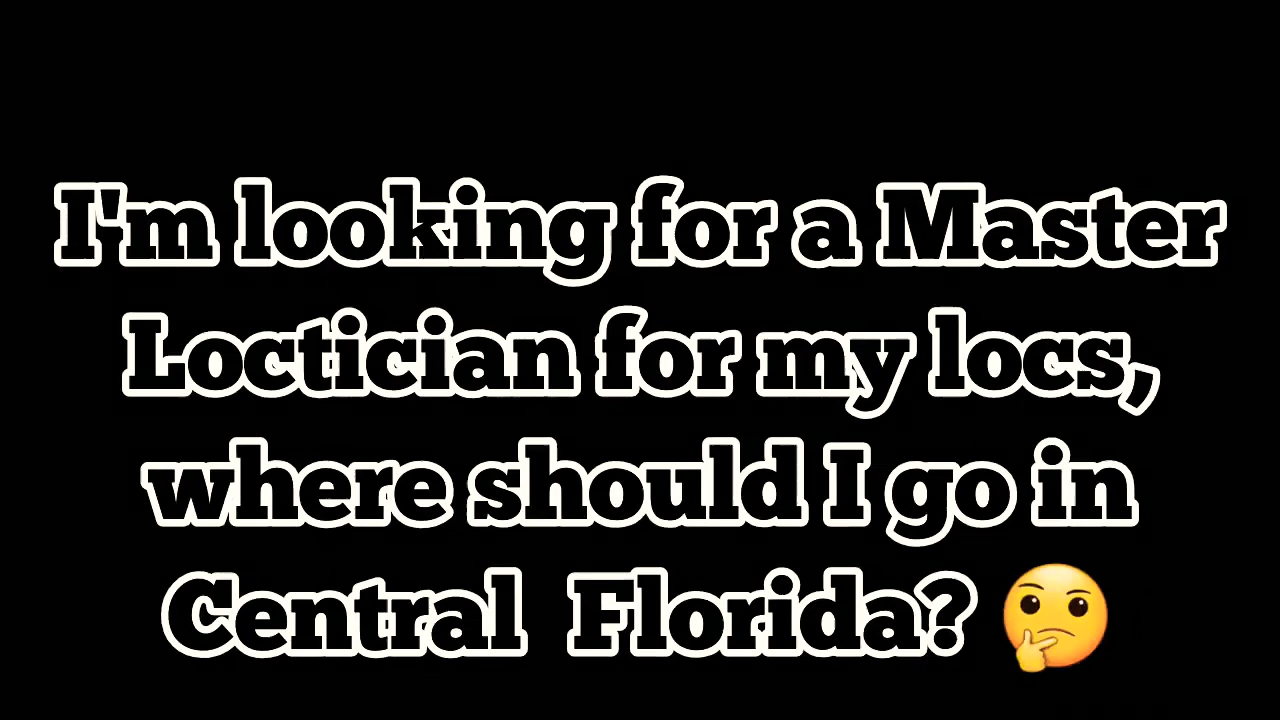 I'm looking for a Master
Loctician for my locs,
where should I go in
Central Florida? 🤔